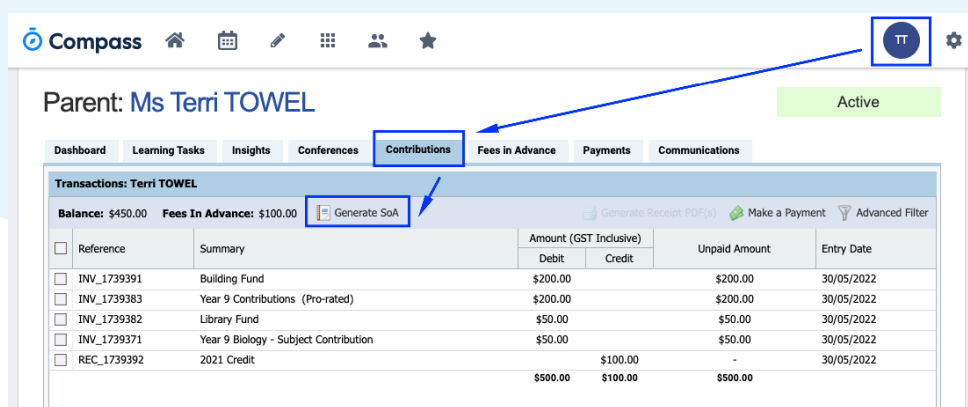 Compass TT
Parent: Ms Terri TOWEL Active
Dashboard Learning Tasks Insights Conferences Contributions Fees in Advance Payments Communications
Transactions: Terri TOWEL
Balance: $450.00 Fees In Advance: $100.00 Generate SoA Generate Receipt PDF(s) Make a Payment Advanced Filter
Reference Summary Amount (GST Inclusive) Unpaid Amount Entry Date
Debit Credit
INV_1739391 Building Fund $200.00 $200.00 30/05/2022
INV_1739383 Year 9 Contributions (Pro-rated) $200.00 $200.00 30/05/2022
INV_1739382 Library Fund $50.00 $50.00 30/05/2022
INV_1739371 Year 9 Biology - Subject Contribution $50.00 $50.00 30/05/2022
REC_1739392 2021 Credit $100.00 - 30/05/2022
$500.00 $100.00 $500.00